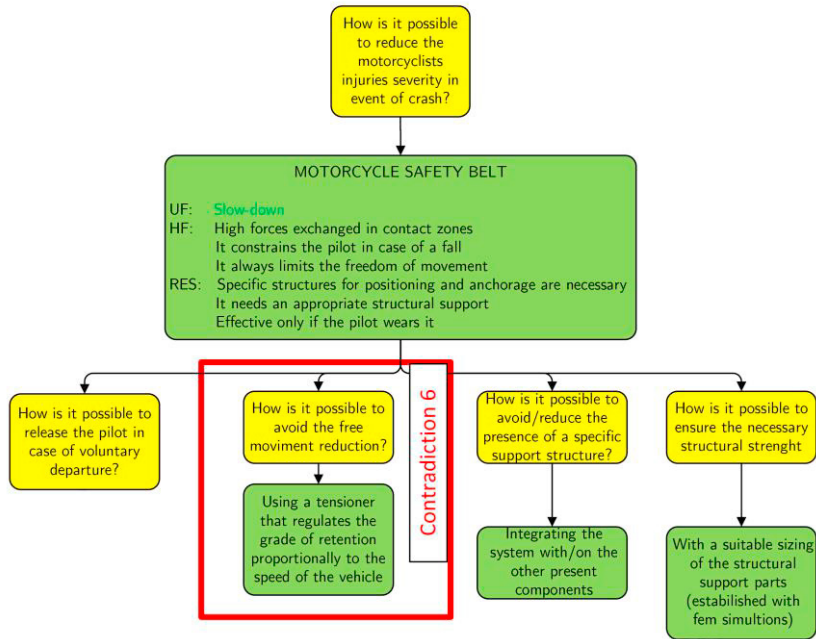 How is it possible
to reduce the
motorcyclists
injuries severity in
event of crash?
MOTORCYCLE SAFETY BELT
UF: Slow-down
HF: High forces exchanged in contact zones
It constrains the pilot in case of a fall
It always limits the freedom of movement
RES: Specific structures for positioning and anchorage are necessary
It needs an appropriate structural support
Effective only if the pilot wears it
How is it possible to
release the pilot in
case of voluntary
departure?
How is it possible to
avoid the free
moviment reduction?
Using a tensioner
that regulates the
grade of retention
proportionally to the
speed of the vehicle
Contradiction 6
How is it possible to
avoid/reduce the
presence of a specific
support structure?
Integrating the
system with/on the
other present
components
How is it possible to
ensure the necessary
structural strenght
With a suitable sizing
of the structural
support parts
(estabilished with
fem simultions)